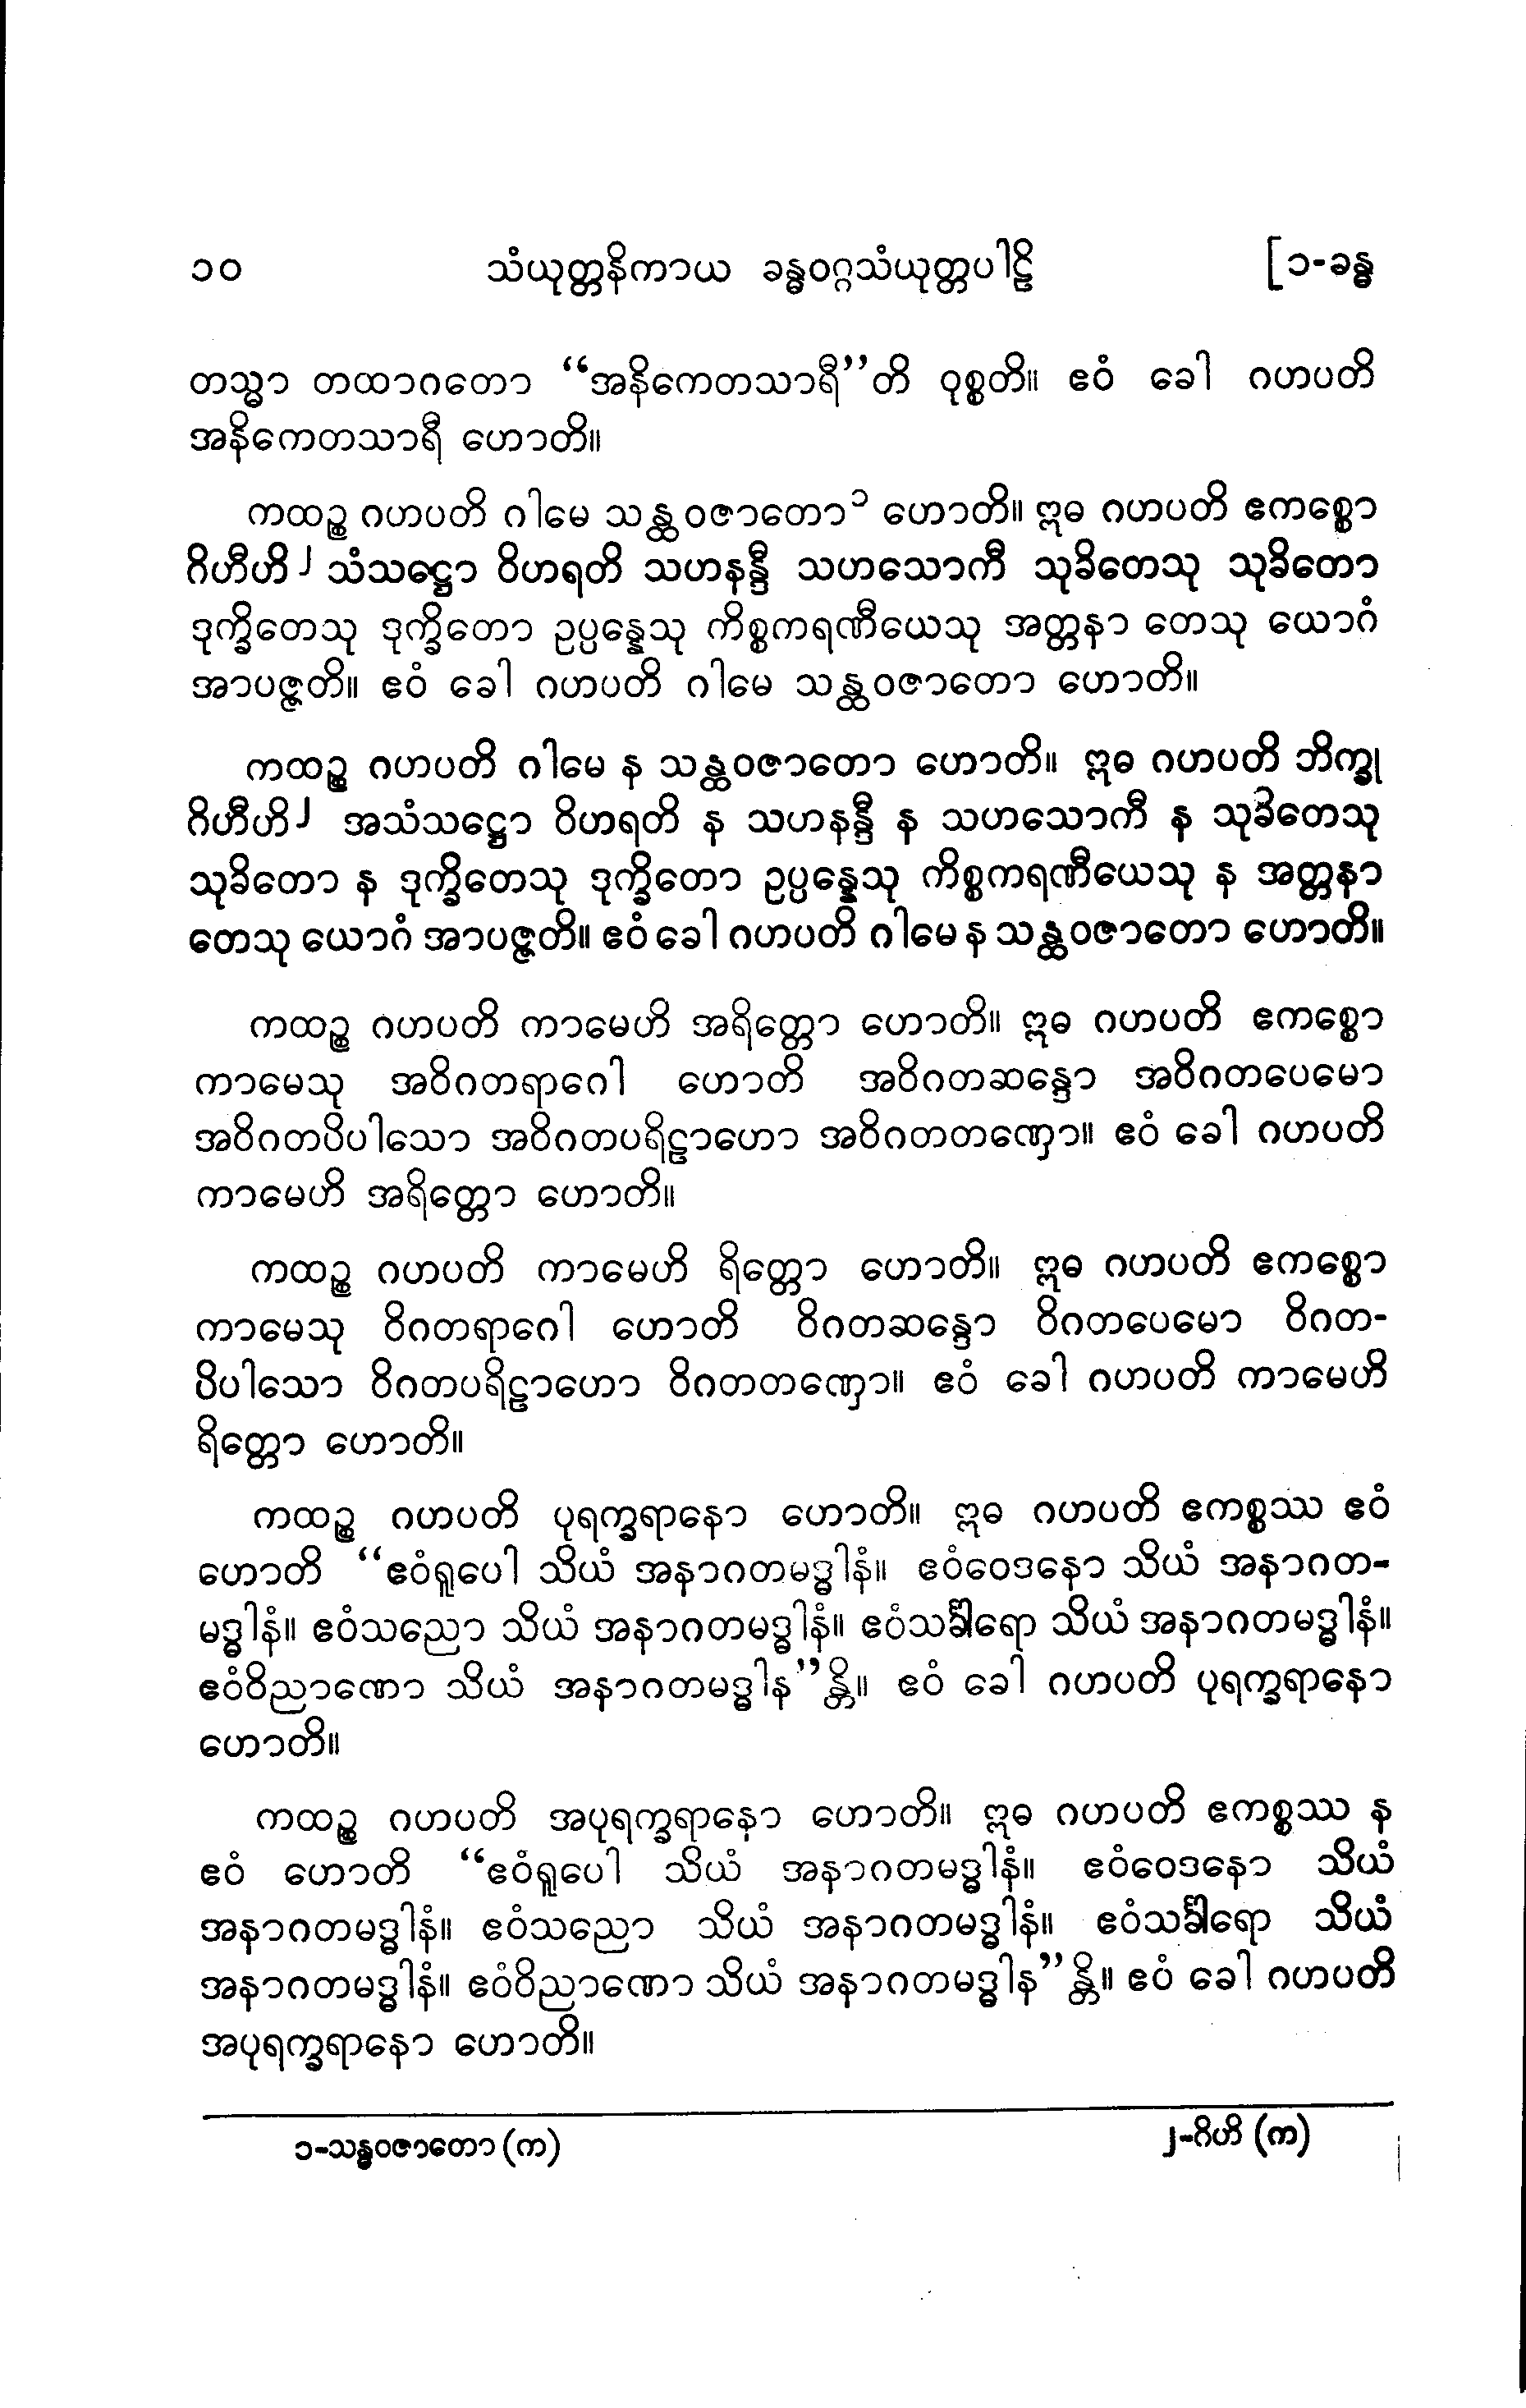 ၁၀ သံယုတ္တနိကာယ ခန္ဓဝဂ္ဂသံယုတ္တပါဠိ [၁-ခန္ဓ
တသ္မာ တထာဂတော “အနိကေတသာရီ”တိ ဝုစ္စတိ။ ဧဝံ ခေါ ဂဟပတိ
အနိကေတသာရီ ဟောတိ။
ကထဉ္စ ဂဟပတိ ဂါမေ သန္ထဝဇာတော၁ ဟောတိ။ ဣဓ ဂဟပတိ ဧကစ္စော
ဂိဟီဟိ၂ သံသဋ္ဌော ဝိဟရတိ သဟနန္ဒီ သဟသောကီ သုခိတေသု သုခိတော
ဒုက္ခိတေသု ဒုက္ခိတော ဥပ္ပန္နေသု ကိစ္စကရဏီယေသု အတ္တနာ တေသု ယောဂံ
အာပဇ္ဇတိ။ ဧဝံ ခေါ ဂဟပတိ ဂါမေ သန္ထဝဇာတော ဟောတိ။
ကထဉ္စ ဂဟပတိ ဂါမေ န သန္ထဝဇာတော ဟောတိ။ ဣဓ ဂဟပတိ ဘိက္ခု
ဂိဟီဟိ၂ အသံသဋ္ဌော ဝိဟရတိ န သဟနန္ဒီ န သဟသောကီ န သုခိတေသု
သုခိတော န ဒုက္ခိတေသု ဒုက္ခိတော ဥပ္ပန္နေသု ကိစ္စကရဏီယေသု န အတ္တနာ
တေသု ယောဂံ အာပဇ္ဇတိ။ ဧဝံ ခေါ ဂဟပတိ ဂါမေ န သန္ထဝဇာတော ဟောတိ။
ကထဉ္စ ဂဟပတိ ကာမေဟိ အရိတ္တော ဟောတိ။ ဣဓ ဂဟပတိ ဧကစ္စော
ကာမေသု အဝိဂတရာဂေါ ဟောတိ အဝိဂတဆန္ဒော အဝိဂတပေမော
အဝိဂတပိပါသော အဝိဂတပရိဠာဟော အဝိဂတတဏှော။ ဧဝံ ခေါ ဂဟပတိ
ကာမေဟိ အရိတ္တော ဟောတိ။
ကထဉ္စ ဂဟပတိ ကာမေဟိ ရိတ္တော ဟောတိ။ ဣဓ ဂဟပတိ ဧကစ္စော
ကာမေသု ဝိဂတရာဂေါ ဟောတိ ဝိဂတဆန္ဒော ဝိဂတပေမော ဝိဂတ-
ပိပါသော ဝိဂတပရိဠာဟော ဝိဂတတဏှော။ ဧဝံ ခေါ ဂဟပတိ ကာမေဟိ
ရိတ္တော ဟောတိ။
ကထဉ္စ ဂဟပတိ ပုရက္ခရာနော ဟောတိ။ ဣဓ ဂဟပတိ ဧကစ္စဿ ဧဝံ
ဟောတိ “ဧဝံရူပေါ သိယံ အနာဂတမဒ္ဓါနံ။ ဧဝံဝေဒနော သိယံ အနာဂတ-
မဒ္ဓါနံ။ ဧဝံသညော သိယံ အနာဂတမဒ္ဓါနံ။ ဧဝံသင်္ခါရော သိယံ အနာဂတမဒ္ဓါနံ။
ဧဝံဝိညာဏော သိယံ အနာဂတမဒ္ဓါန”န္တိ။ ဧဝံ ခေါ ဂဟပတိ ပုရက္ခရာနော
ဟောတိ။
ကထဉ္စ ဂဟပတိ အပုရက္ခရာနော ဟောတိ။ ဣဓ ဂဟပတိ ဧကစ္စဿ န
ဧဝံ ဟောတိ “ဧဝံရူပေါ သိယံ အနာဂတမဒ္ဓါနံ။ ဧဝံဝေဒနော သိယံ
အနာဂတမဒ္ဓါနံ။ ဧဝံသညော သိယံ အနာဂတမဒ္ဓါနံ။ ဧဝံသင်္ခါရော သိယံ
အနာဂတမဒ္ဓါနံ။ ဧဝံဝိညာဏော သိယံ အနာဂတမဒ္ဓါန”န္တိ။ ဧဝံ ခေါ ဂဟပတိ
အပုရက္ခရာနော ဟောတိ။
၁-သန္ဓဝဇာတော (က) ၂-ဂိဟိ (က)